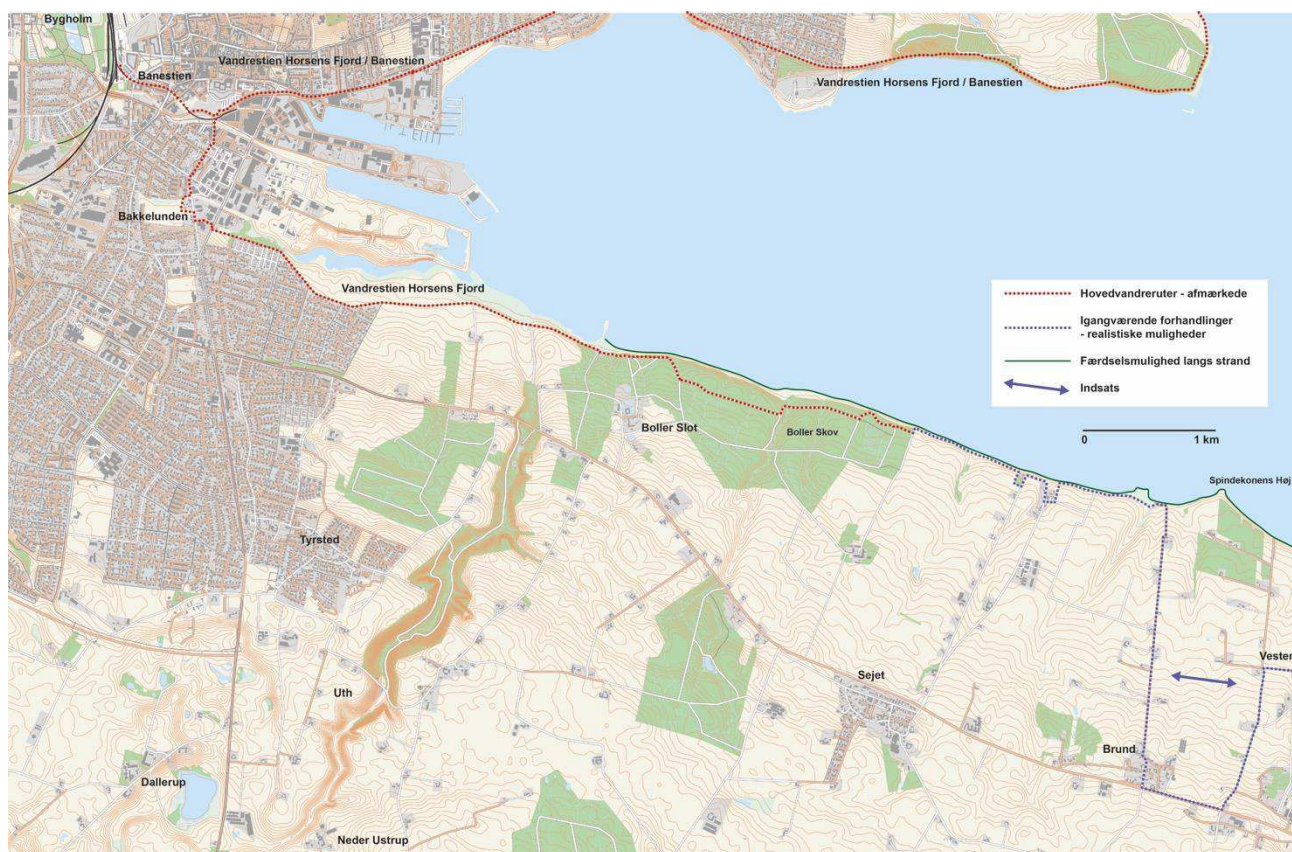 Bygholm
Vandrestien Horsens Fjord / Banestien
Banestien
Vandrestien Horsens Fjord / Banestien
Bakkelunden
Vandrestien Horsens Fjord
Hovedvandreruter - afmærkede
Igangværende forhandlinger
- realistiske muligheder
Færdselsmulighed langs strand
Indsats
0 1 km
Boller Slot
Boller Skov
Spindekonens Høj
Tyrsted
Vester
Uth
Sejet
Brund
Dallerup
Neder Ustrup